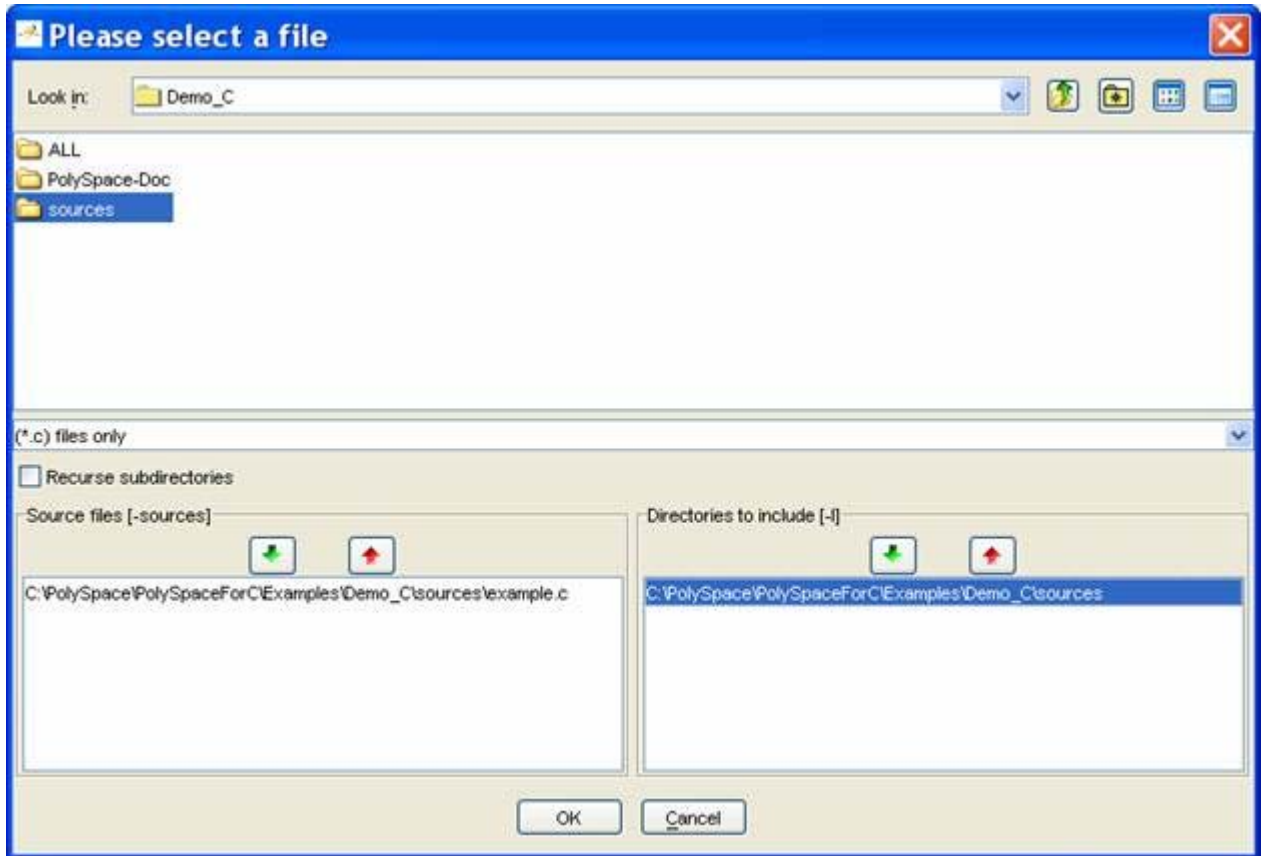 Please select a file
Look in: Demo_C
ALL
PolySpace-Doc
sources
(*.c) files only
Recurse subdirectories
Source files [-sources]
Directories to include [-I]
C:\PolySpace\PolySpaceForC\Examples\Demo_C\sources\example.c
C:\PolySpace\PolySpaceForC\Examples\Demo_C\sources
OK
Cancel